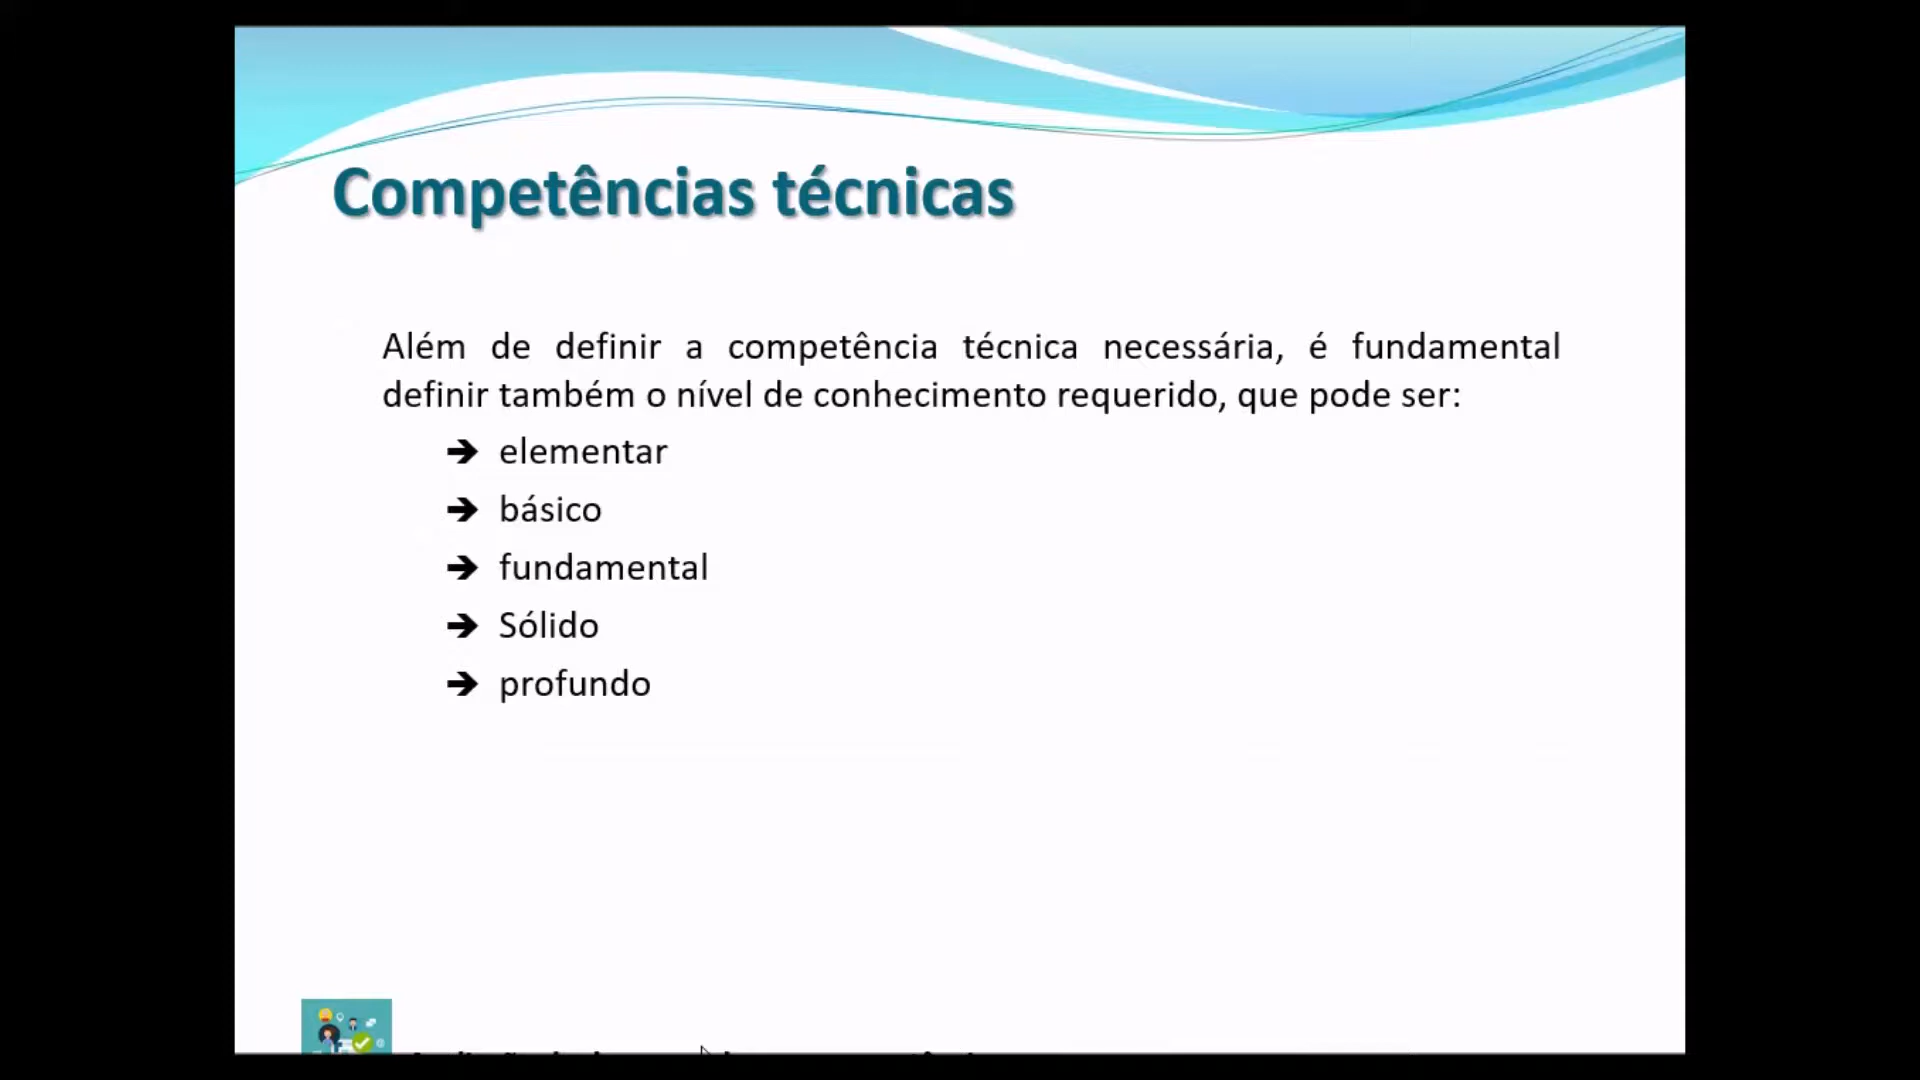 Competências técnicas
Além de definir a competência técnica necessária, é fundamental
definir também o nível de conhecimento requerido, que pode ser:
➔ elementar
➔ básico
➔ fundamental
➔ Sólido
➔ profundo